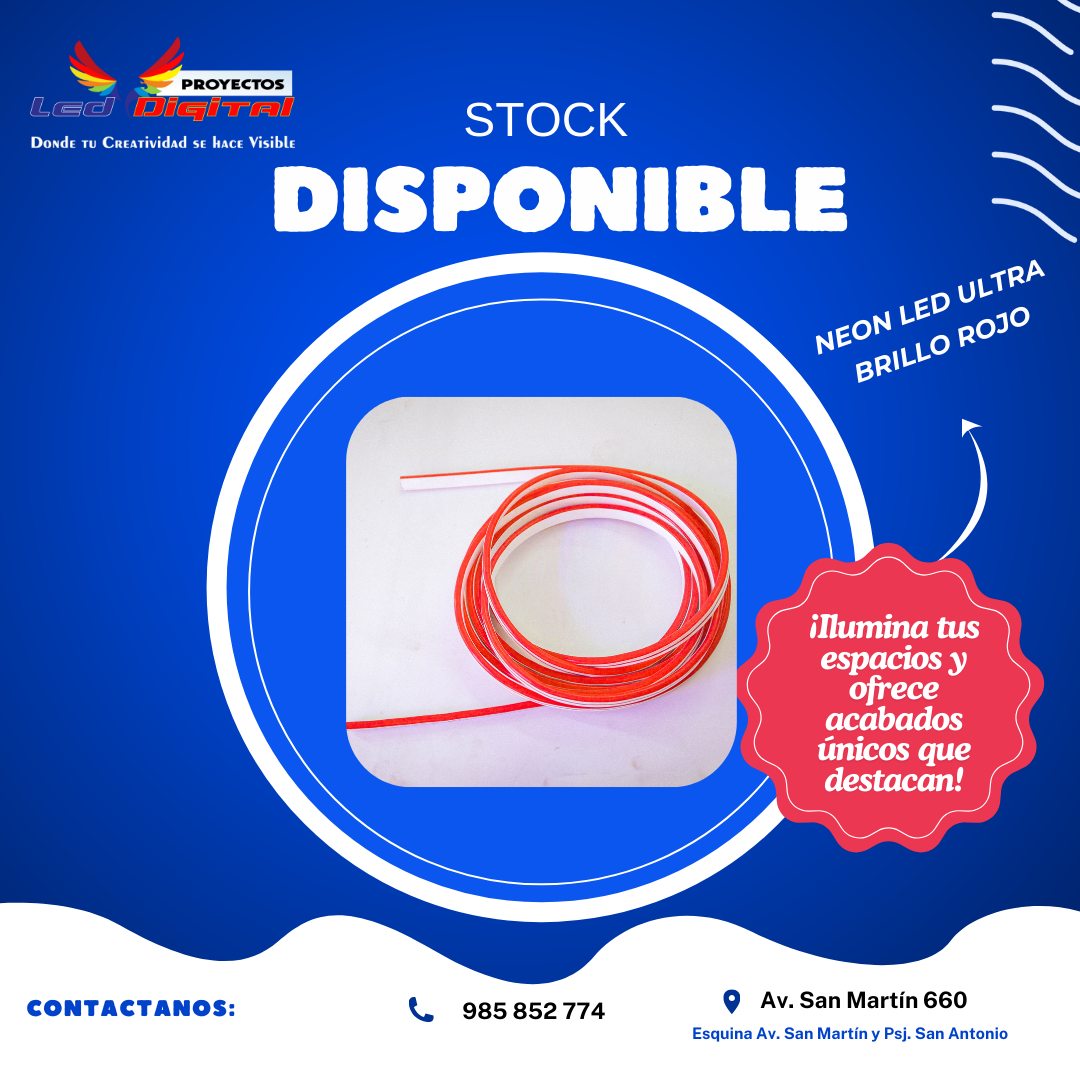 PROYECTOS
Led Digital
Donde tu Creatividad se hace Visible
STOCK
DISPONIBLE
NEON LED ULTRA
BRILLO ROJO
¡Ilumina tus
espacios y
ofrece
acabados
únicos que
destacan!
CONTACTANOS:
985 852 774
Av. San Martín 660
Esquina Av. San Martín y Psj. San Antonio